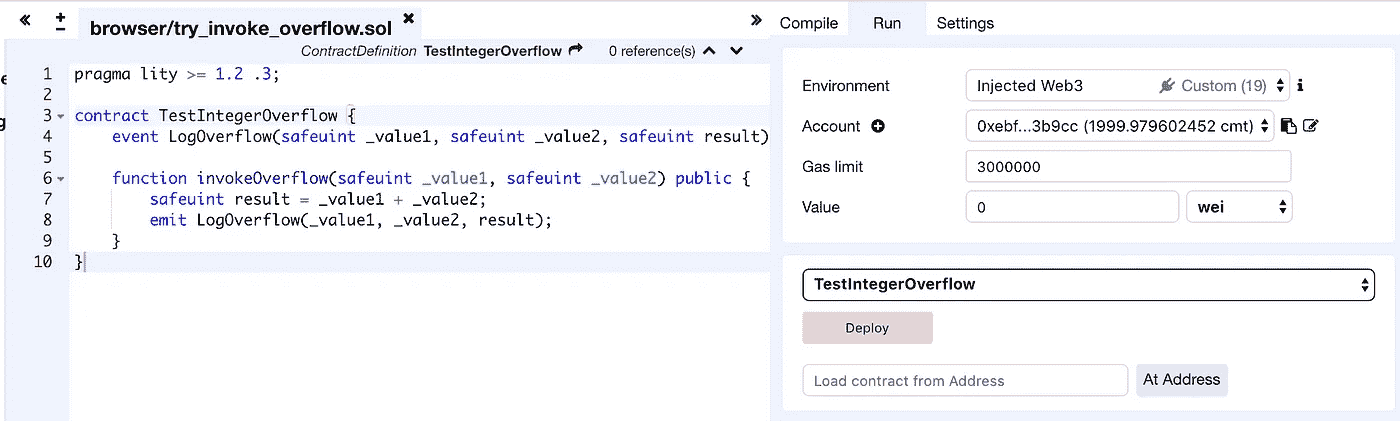 « + - browser/try_invoke_overflow.sol ✖ » Compile Run Settings
ContractDefinition TestIntegerOverflow 0 reference(s)
1 pragma lity >= 1.2 .3;
2
3 contract TestIntegerOverflow {
4 event LogOverflow(safeuint _value1, safeuint _value2, safeuint result)
5
6 function invokeOverflow(safeuint _value1, safeuint _value2) public {
7 safeuint result = _value1 + _value2;
8 emit LogOverflow(_value1, _value2, result);
9 }
10 }
Environment Injected Web3 Custom (19) i
Account 0xebf...3b9cc (1999.979602452 cmt)
Gas limit 3000000
Value 0 wei
TestIntegerOverflow
Deploy
Load contract from Address At Address